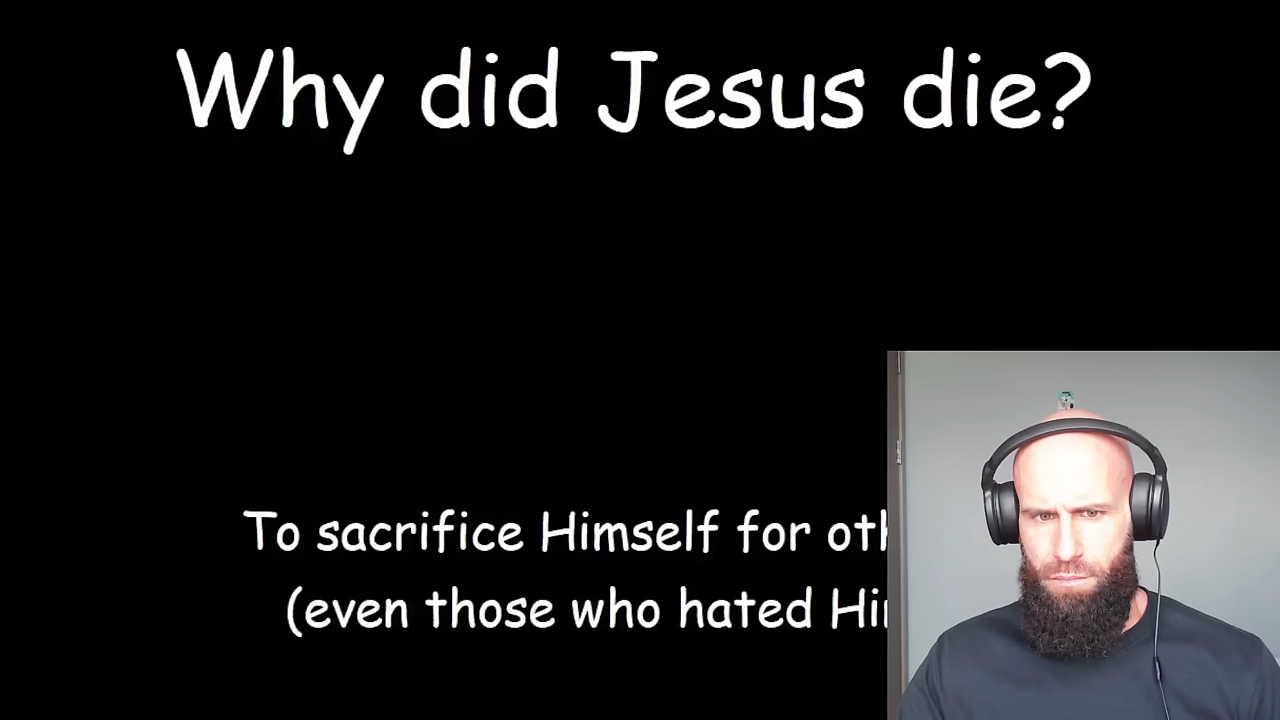 Why did Jesus die?
To sacrifice Himself for
(even those who hated